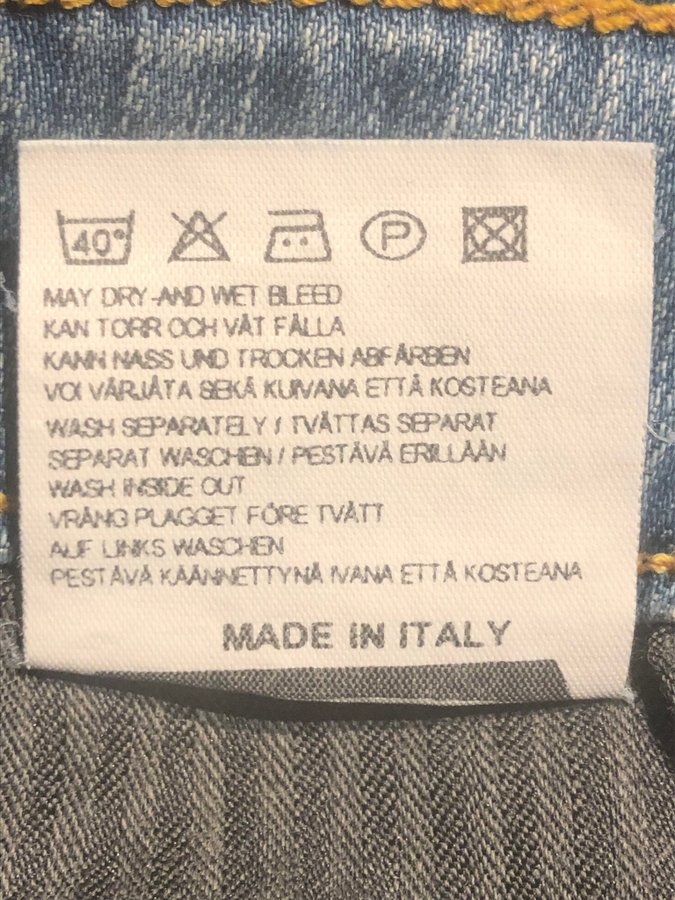 40°
P
MAY DRY-AND WET BLEED
KAN TORR OCH VÅT FÄLLA
KANN NASS UND TROCKEN ABFÄRBEN
VOI VÄRJÄTA SEKÄ KUIVANA ETTÄ KOSTEANA
WASH SEPARATELY / TVÄTTAS SEPARAT
SEPARAT WASCHEN / PESTÄVÄ ERILLÄÄN
WASH INSIDE OUT
VRÄNG PLAGGET FÖRE TVÄTT
AUF LINKS WASCHEN
PESTÄVÄ KÄÄNNETTYNÄ IVANA ETTÄ KOSTEANA
MADE IN ITALY